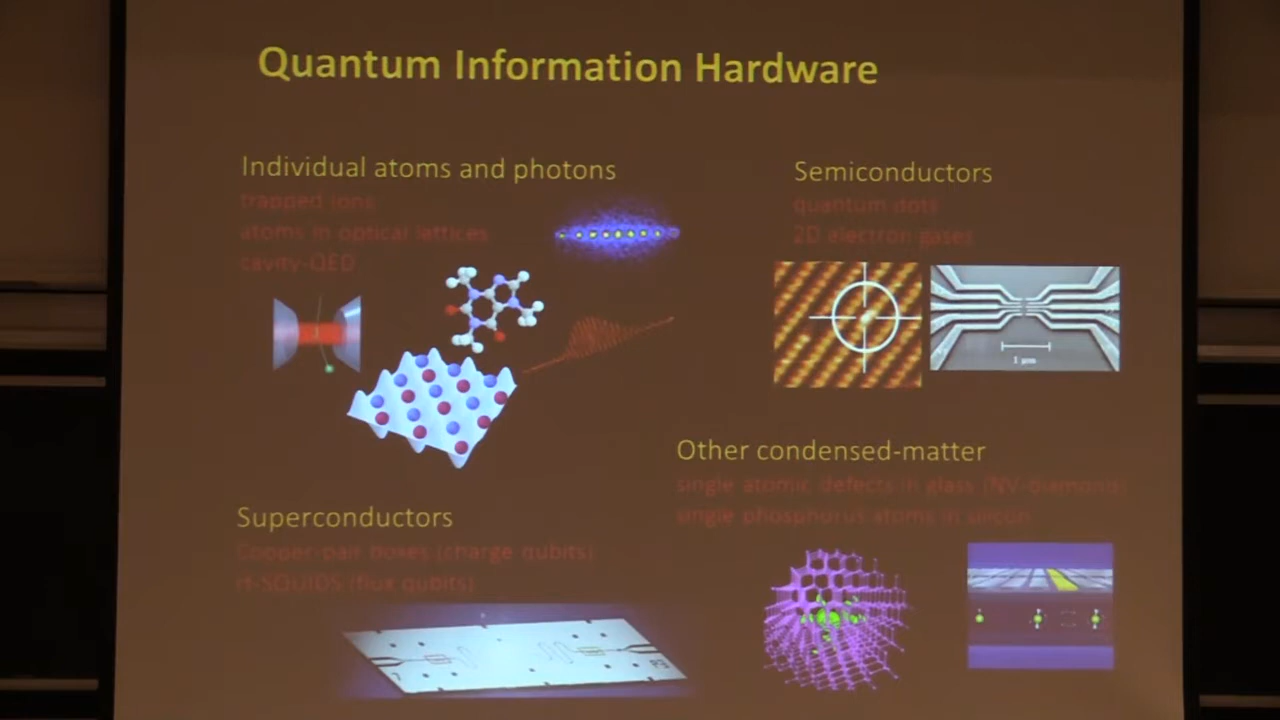 Quantum Information Hardware
Individual atoms and photons
trapped ions
atoms in optical lattices
cavity-QED
Semiconductors
quantum dots
2D electron gases
1 μm
Other condensed-matter
single atomic defects in glass (NV-diamond)
single phosphorus atoms in silicon
Superconductors
Cooper-pair boxes (charge qubits)
rf-SQUIDS (flux qubits)